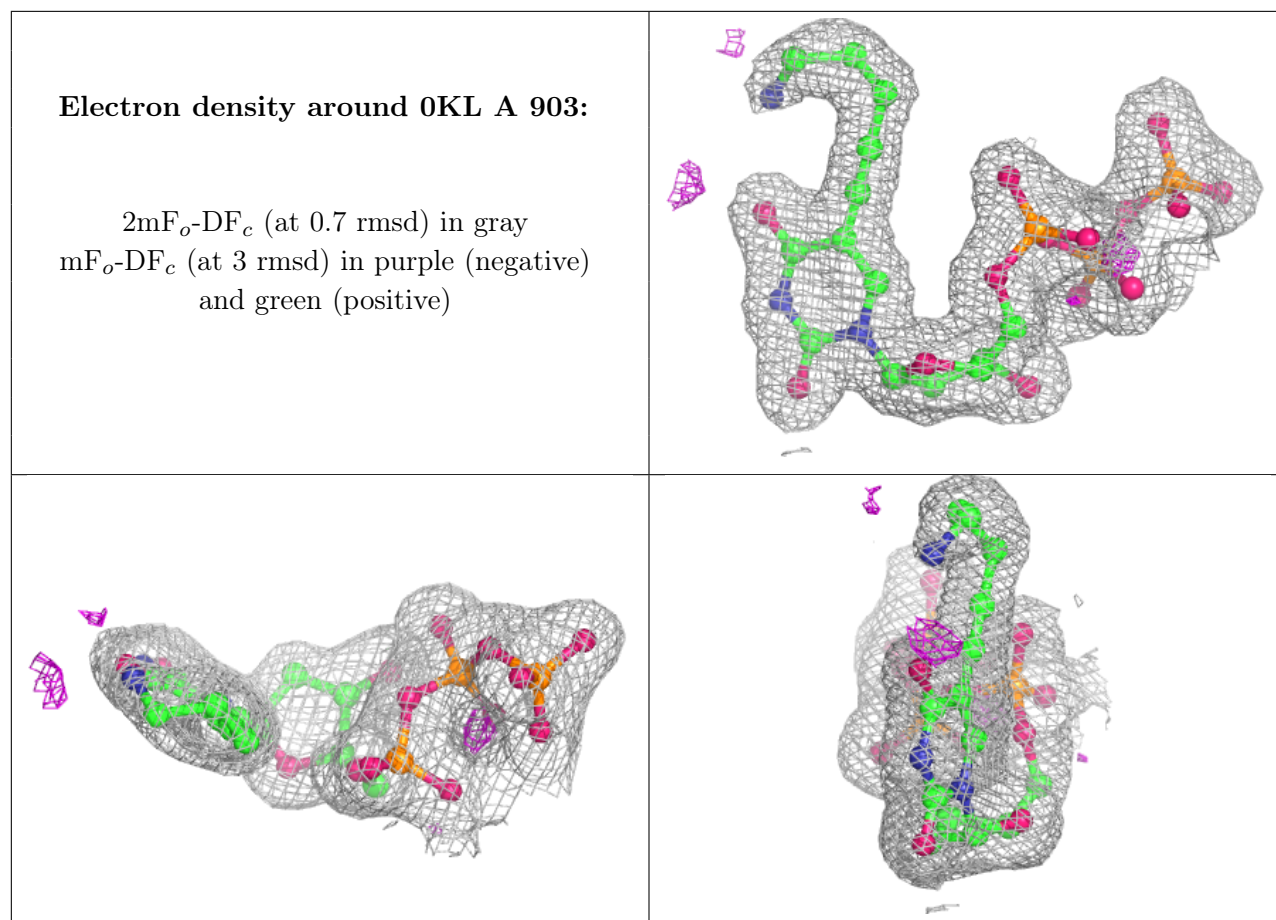 Electron density around 0KL A 903:
2mFo-DFc (at 0.7 rmsd) in gray
mFo-DFc (at 3 rmsd) in purple (negative)
and green (positive)